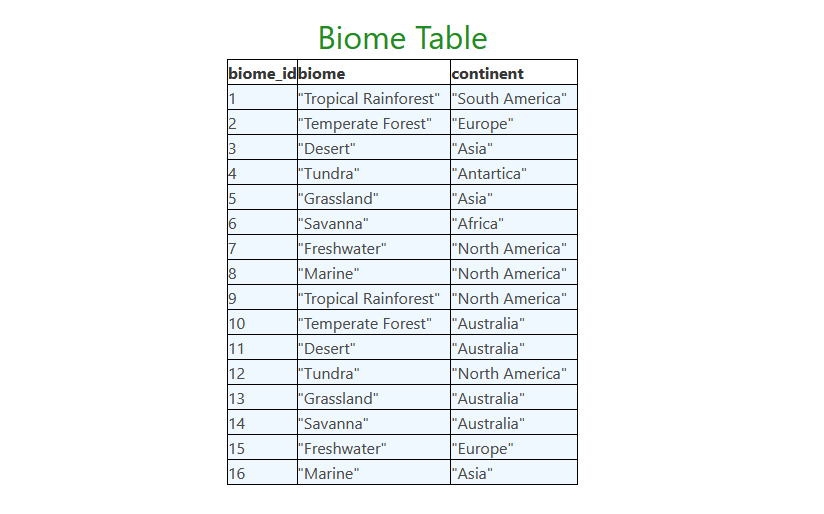 Biome Table
biome_id biome continent
1 "Tropical Rainforest" "South America"
2 "Temperate Forest" "Europe"
3 "Desert" "Asia"
4 "Tundra" "Antartica"
5 "Grassland" "Asia"
6 "Savanna" "Africa"
7 "Freshwater" "North America"
8 "Marine" "North America"
9 "Tropical Rainforest" "North America"
10 "Temperate Forest" "Australia"
11 "Desert" "Australia"
12 "Tundra" "North America"
13 "Grassland" "Australia"
14 "Savanna" "Australia"
15 "Freshwater" "Europe"
16 "Marine" "Asia"